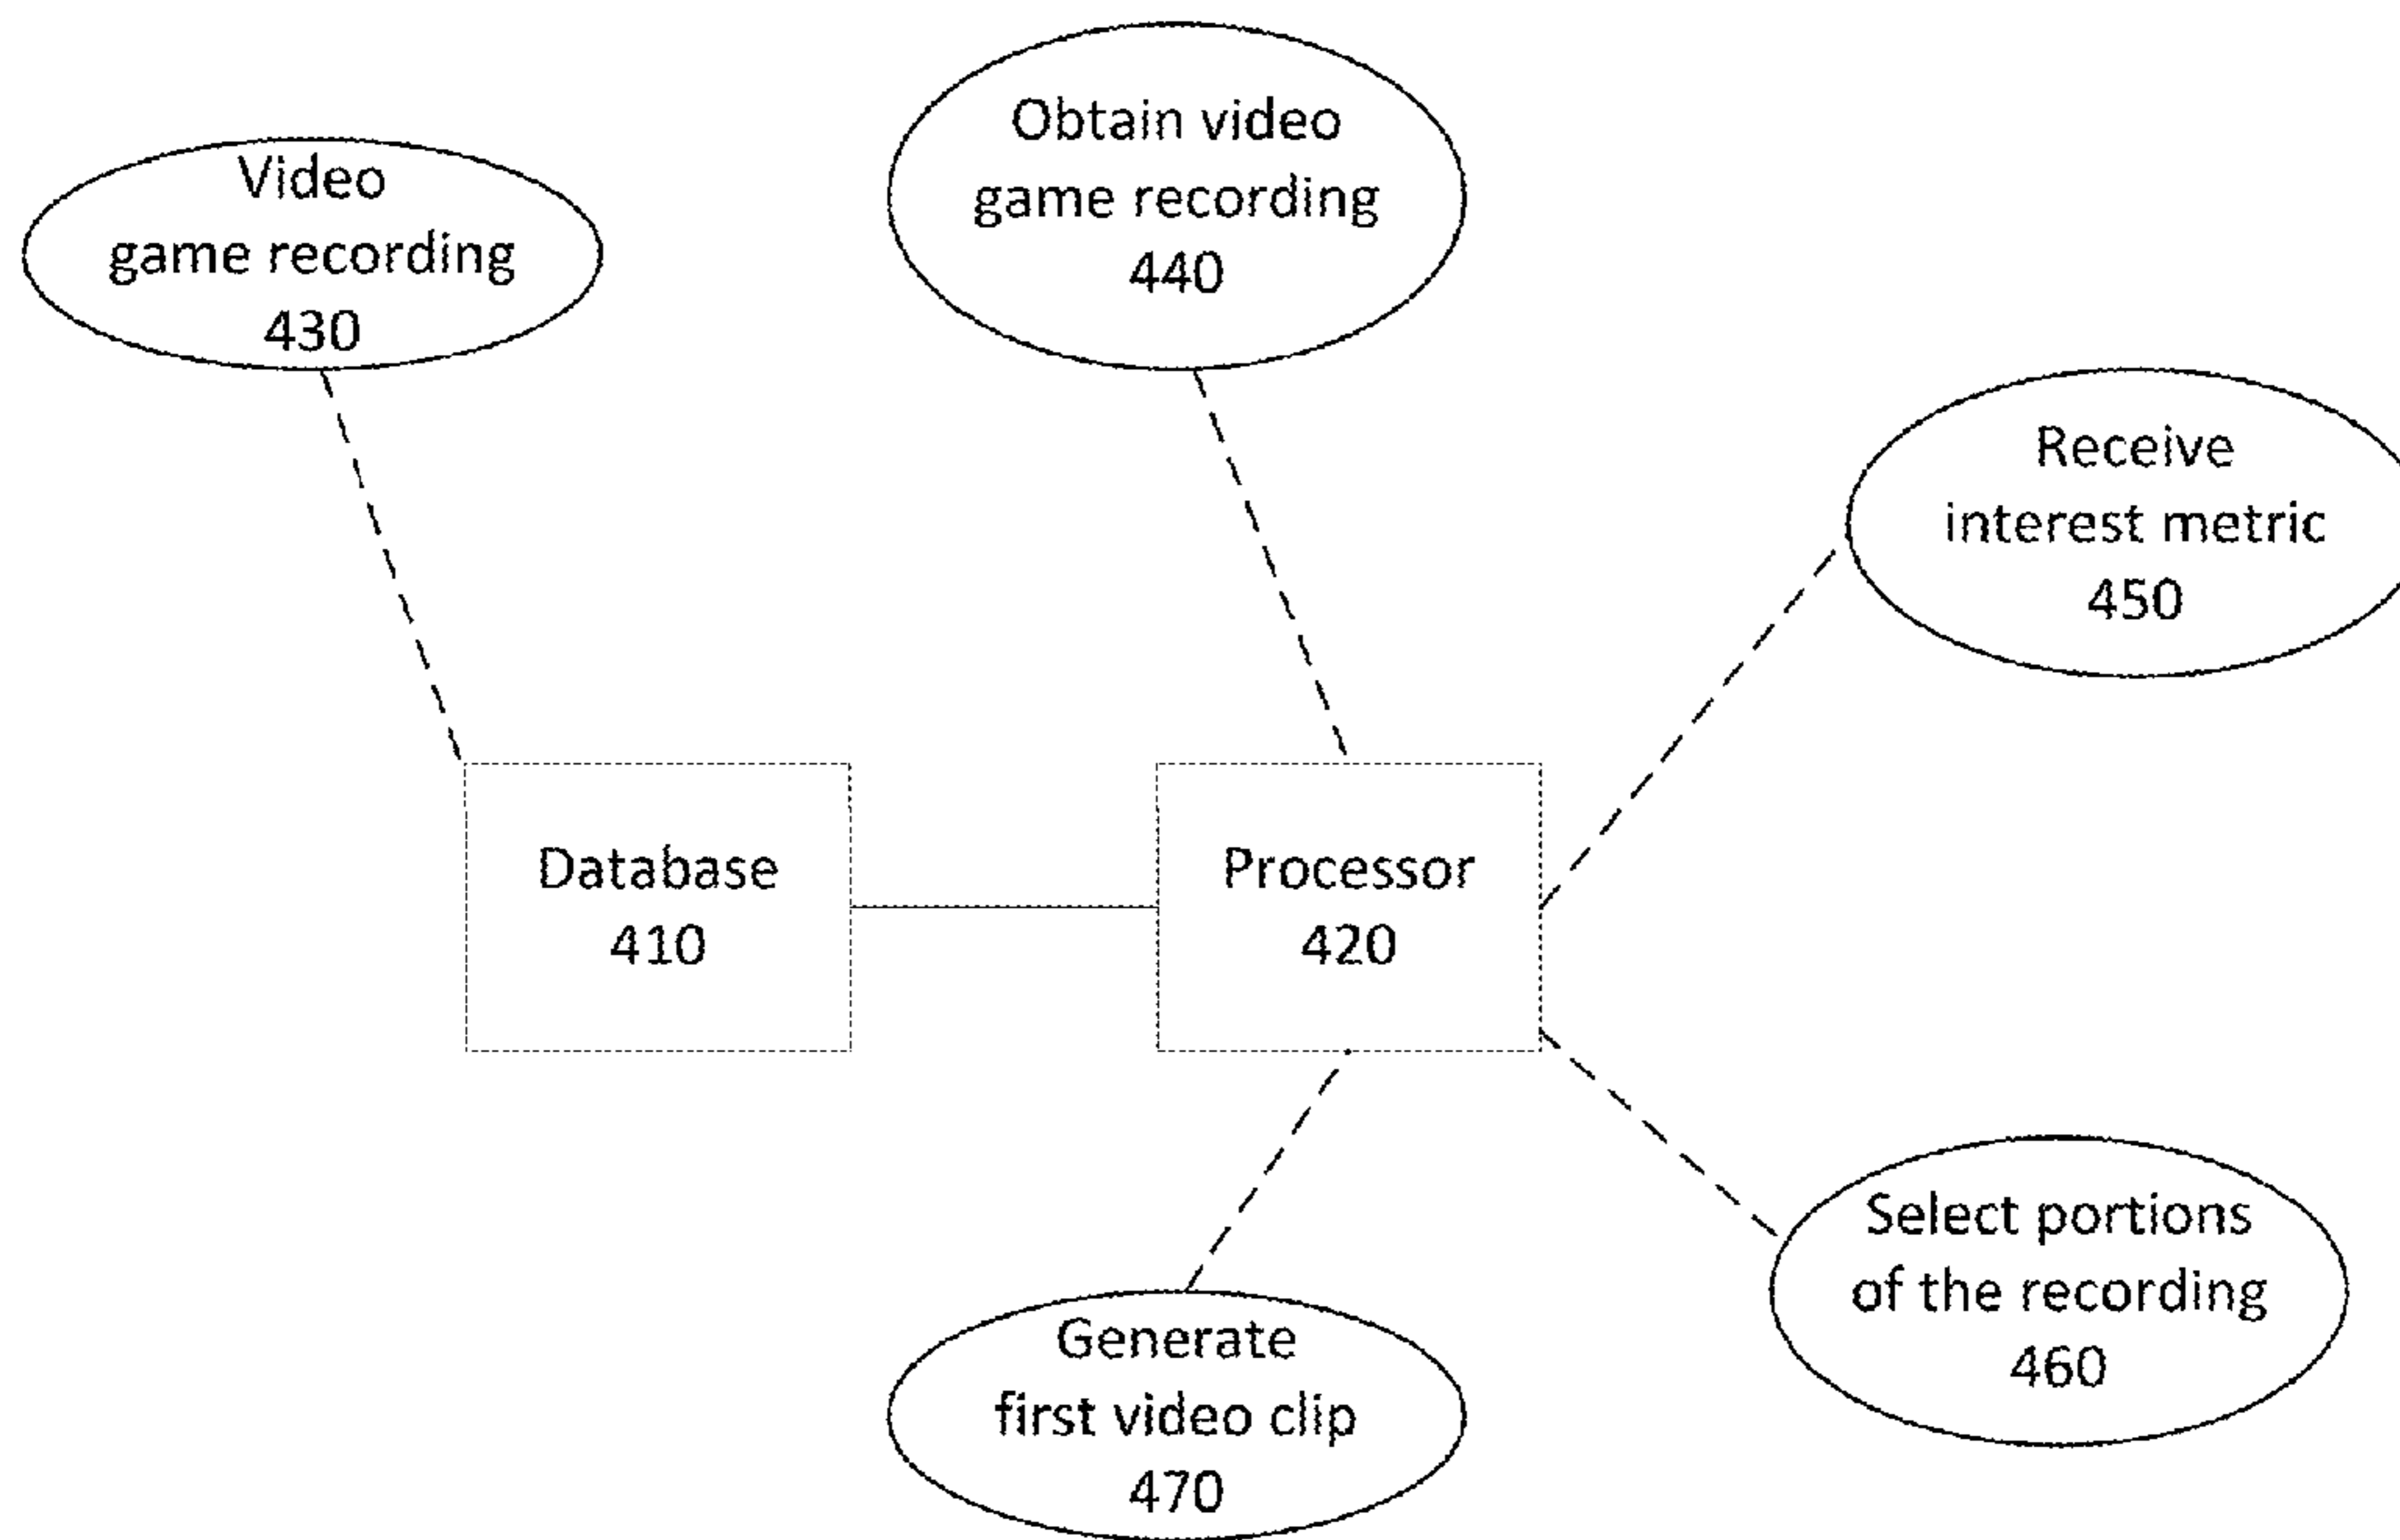 Video
game recording
430
Obtain video
game recording
440
Receive
interest metric
450
Database
410
Processor
420
Select portions
of the recording
460
Generate
first video clip
470